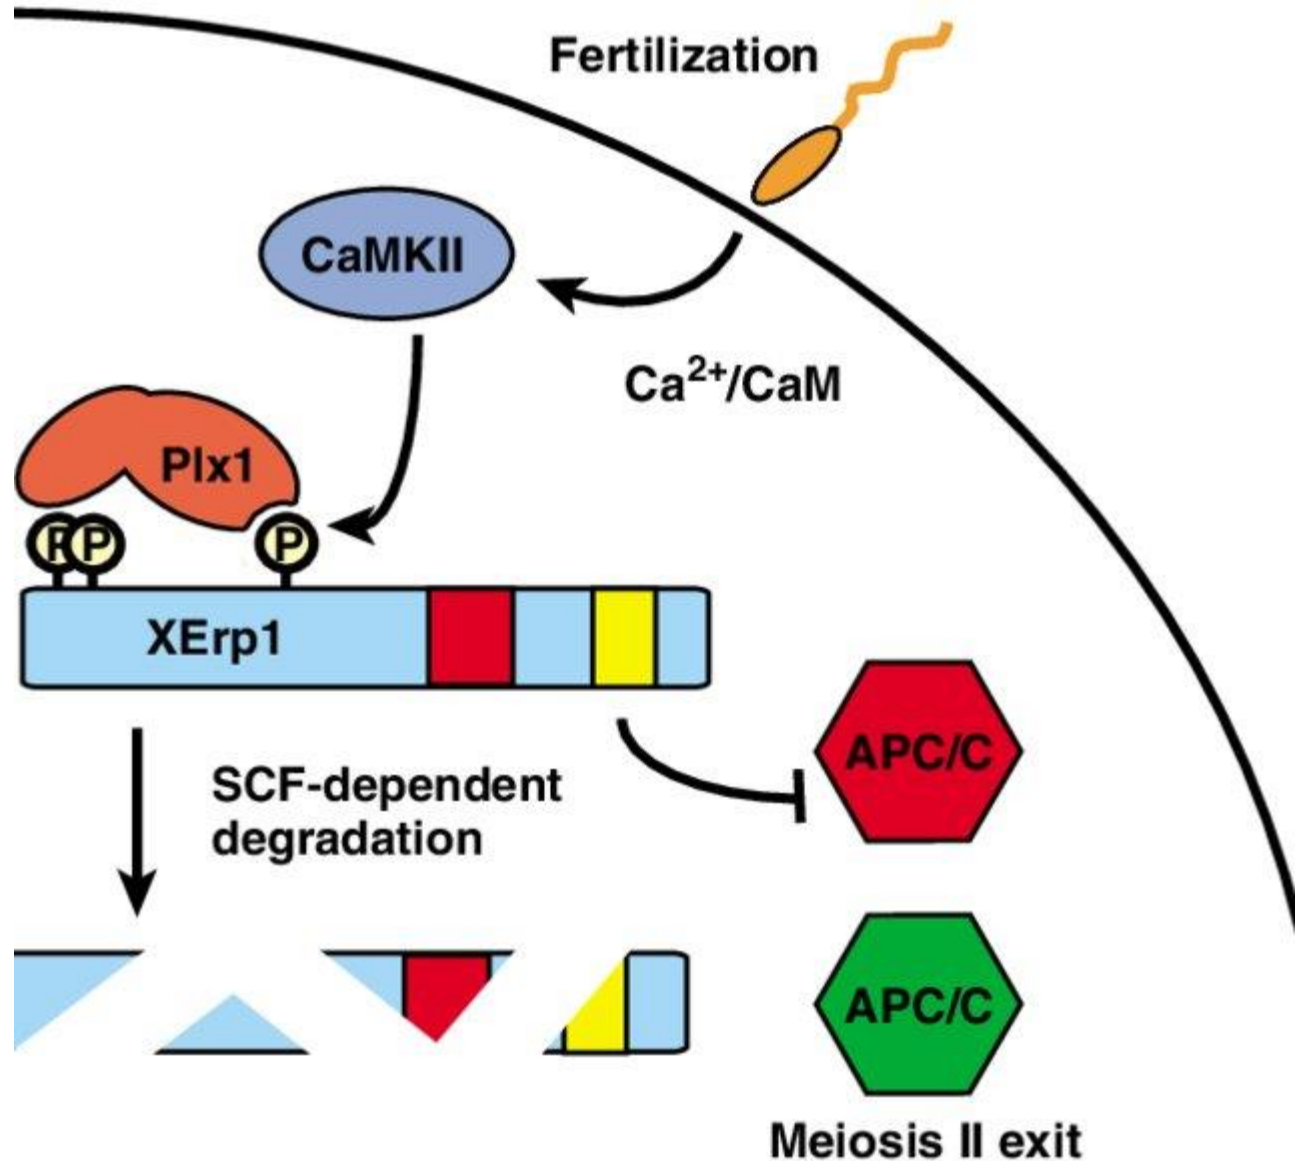 Fertilization
CaMKII
Ca²⁺/CaM
Plx1
P
P
P
XErp1
APC/C
SCF-dependent
degradation
APC/C
Meiosis II exit